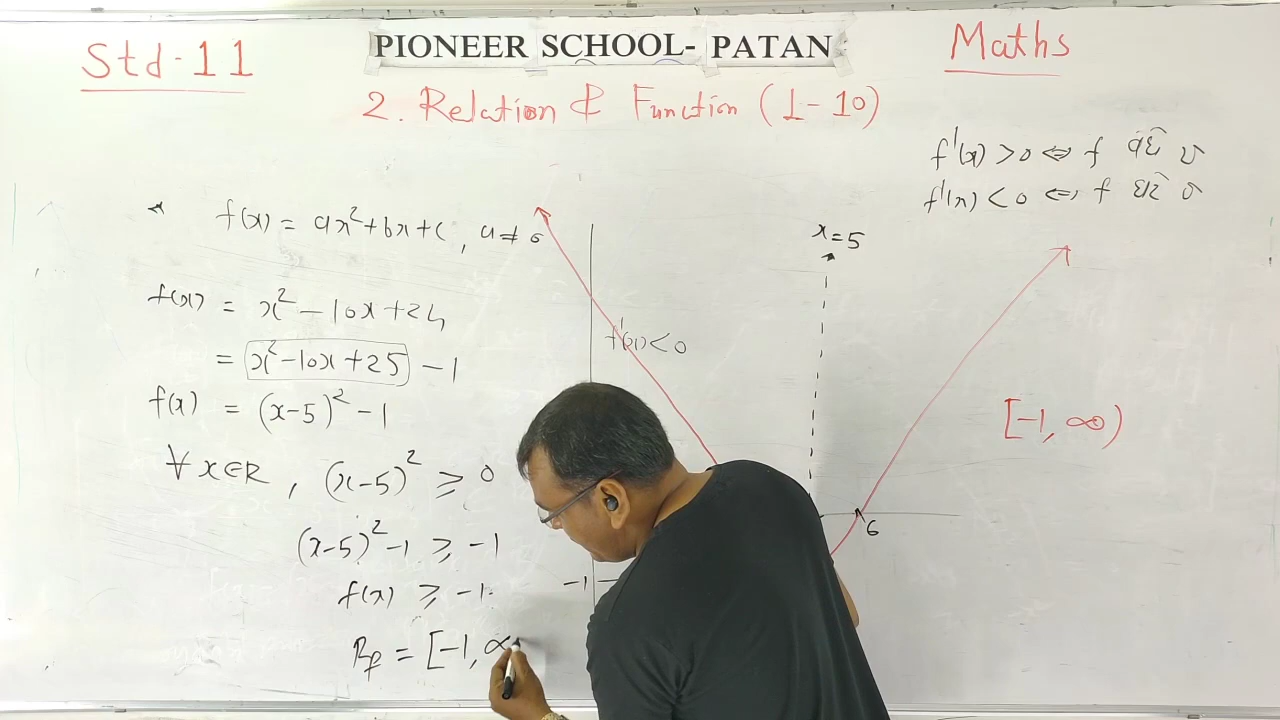 Std-11
PIONEER SCHOOL- PATAN
Maths
2. Relation & Function (1-10)
f'(x) > 0 ⇔ f
f'(x) < 0 ⇔ f
f(x) = ax²+bx+c, a≠0
f(x) = x²-10x+24
= x²-10x+25 -1
f(x) = (x-5)²-1
∀ x∈R, (x-5)² ≥ 0
(x-5)²-1 ≥ -1
f(x) ≥ -1
R_f = [-1, ∞
f'(x) < 0
x=5
[-1, ∞)
6
-1